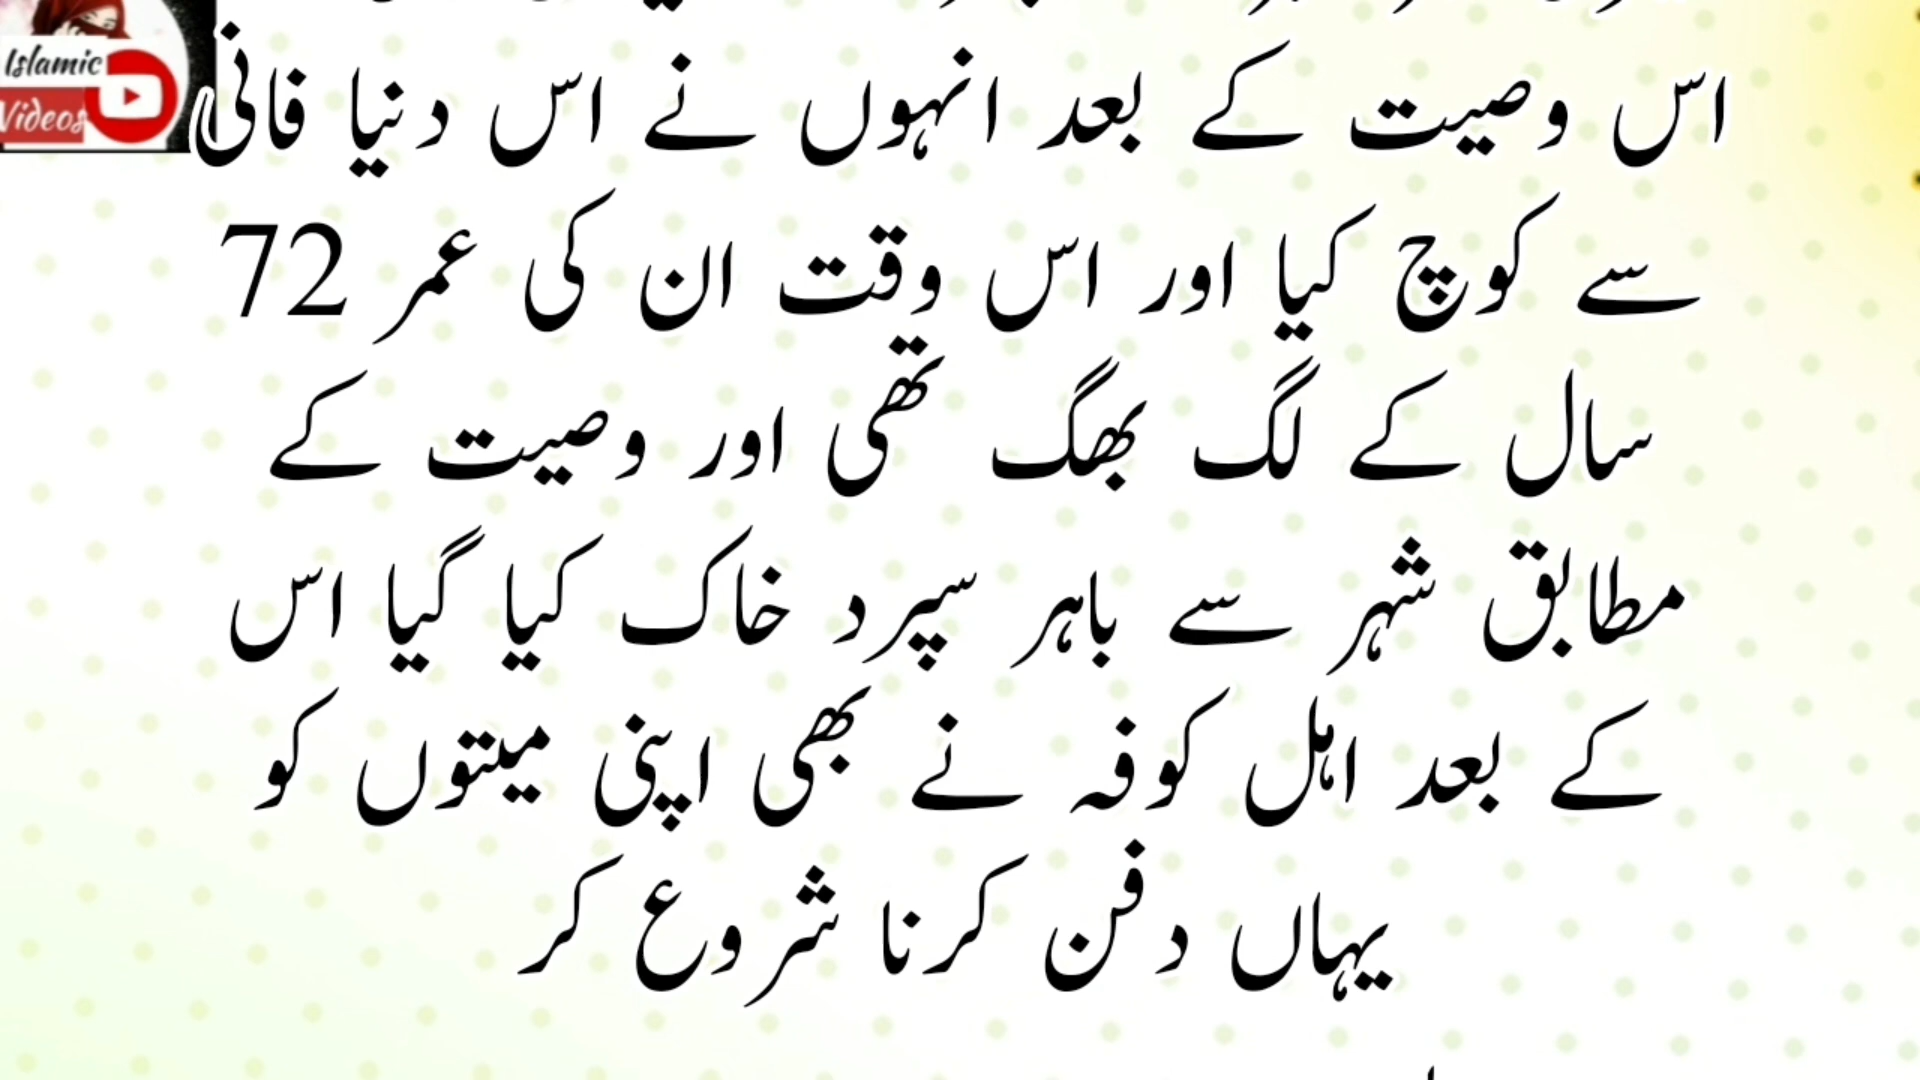 Islamic
Videos
اس وصیت کے بعد انہوں نے اس دنیا فانی
سے کوچ کیا اور اس وقت ان کی عمر 72
سال کے لگ بھگ تھی اور وصیت کے
مطابق شہر سے باہر سپرد خاک کیا گیا اس
کے بعد اہل کوفہ نے بھی اپنی میتوں کو
یہاں دفن کرنا شروع کر